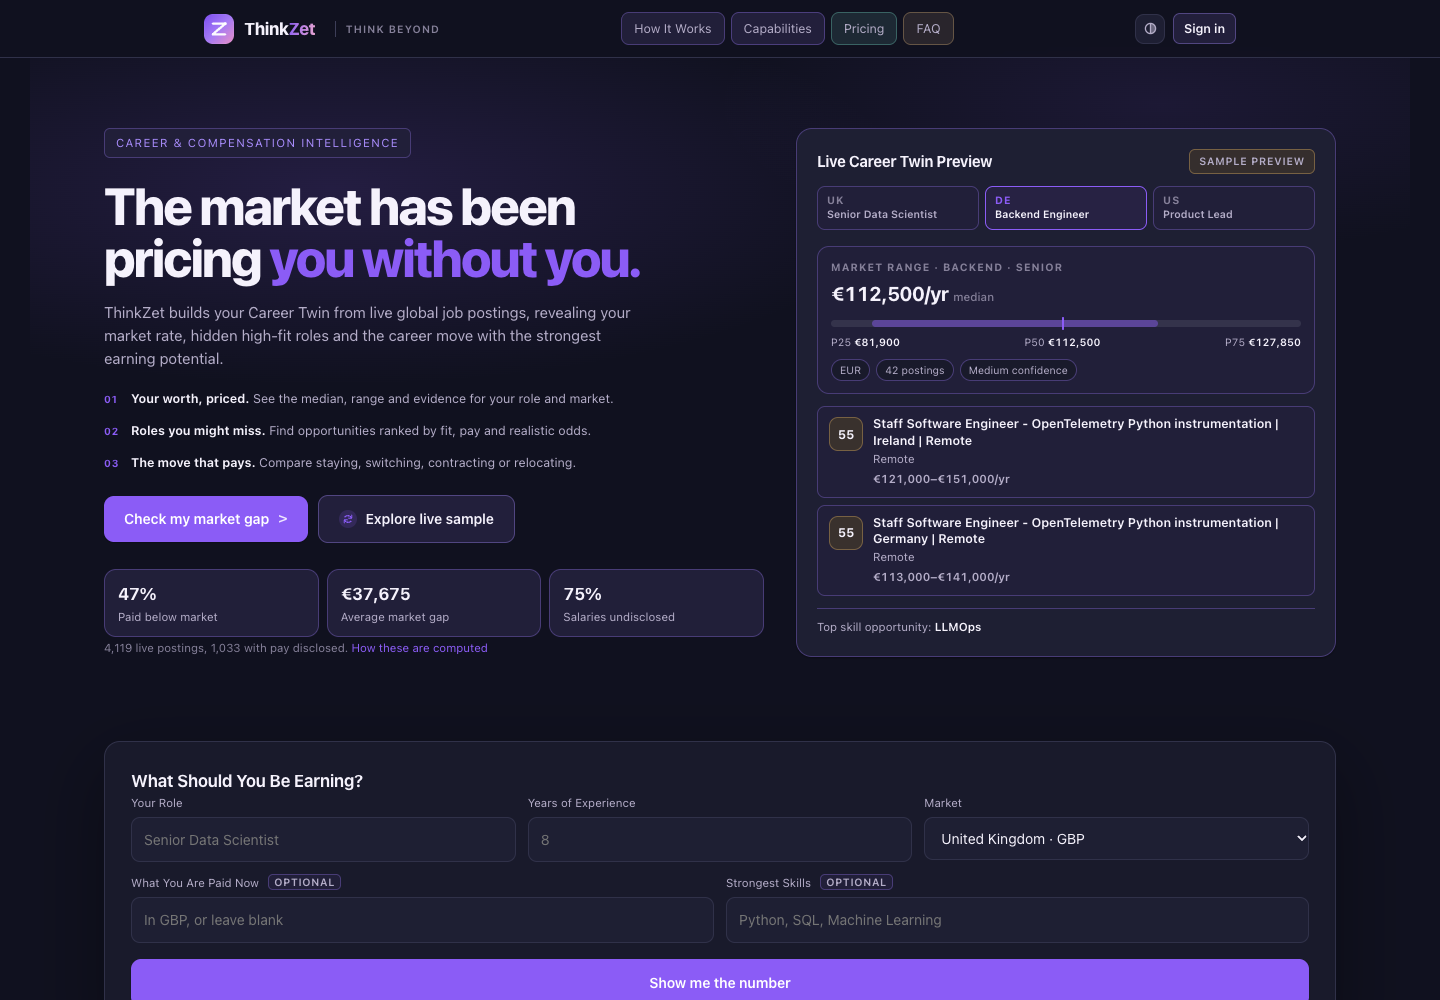 ThinkZet
THINK BEYOND
How It Works
Capabilities
Pricing
FAQ
Sign in
CAREER & COMPENSATION INTELLIGENCE
The market has been
pricing you without you.
ThinkZet builds your Career Twin from live global job postings, revealing your
market rate, hidden high-fit roles and the career move with the strongest
earning potential.
01 Your worth, priced. See the median, range and evidence for your role and market.
02 Roles you might miss. Find opportunities ranked by fit, pay and realistic odds.
03 The move that pays. Compare staying, switching, contracting or relocating.
Check my market gap >
Explore live sample
47%
Paid below market
€37,675
Average market gap
75%
Salaries undisclosed
4,119 live postings, 1,033 with pay disclosed. How these are computed
Live Career Twin Preview
SAMPLE PREVIEW
UK
Senior Data Scientist
DE
Backend Engineer
US
Product Lead
MARKET RANGE · BACKEND · SENIOR
€112,500/yr median
P25 €81,900
P50 €112,500
P75 €127,850
EUR
42 postings
Medium confidence
55
Staff Software Engineer - OpenTelemetry Python instrumentation |
Ireland | Remote
Remote
€121,000–€151,000/yr
55
Staff Software Engineer - OpenTelemetry Python instrumentation |
Germany | Remote
Remote
€113,000–€141,000/yr
Top skill opportunity: LLMOps
What Should You Be Earning?
Your Role
Senior Data Scientist
Years of Experience
8
Market
United Kingdom · GBP
What You Are Paid Now OPTIONAL
In GBP, or leave blank
Strongest Skills OPTIONAL
Python, SQL, Machine Learning
Show me the number